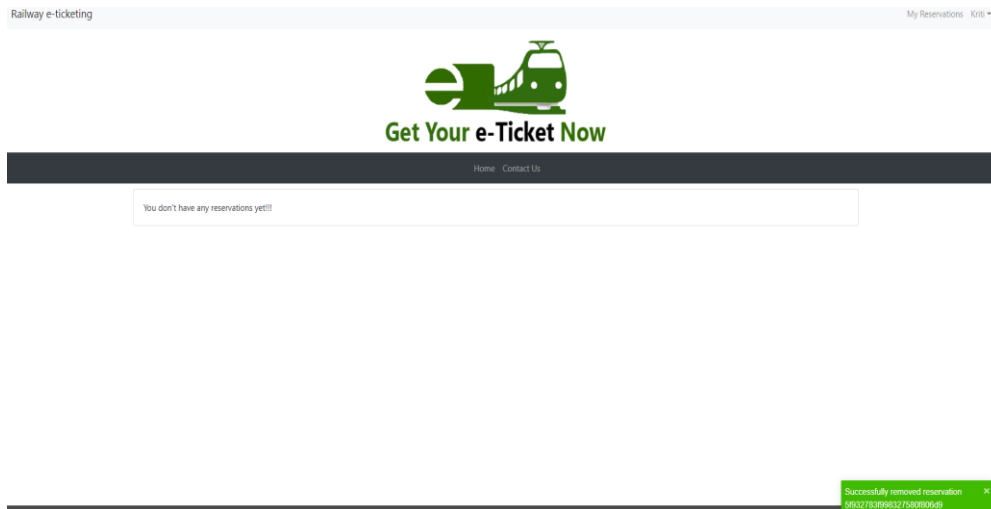 Railway e-ticketing
My Reservations Kriti
Get Your e-Ticket Now
Home Contact Us
You don't have any reservations yet!!!
Successfully removed reservation ×
5f932783f998327580f806d9